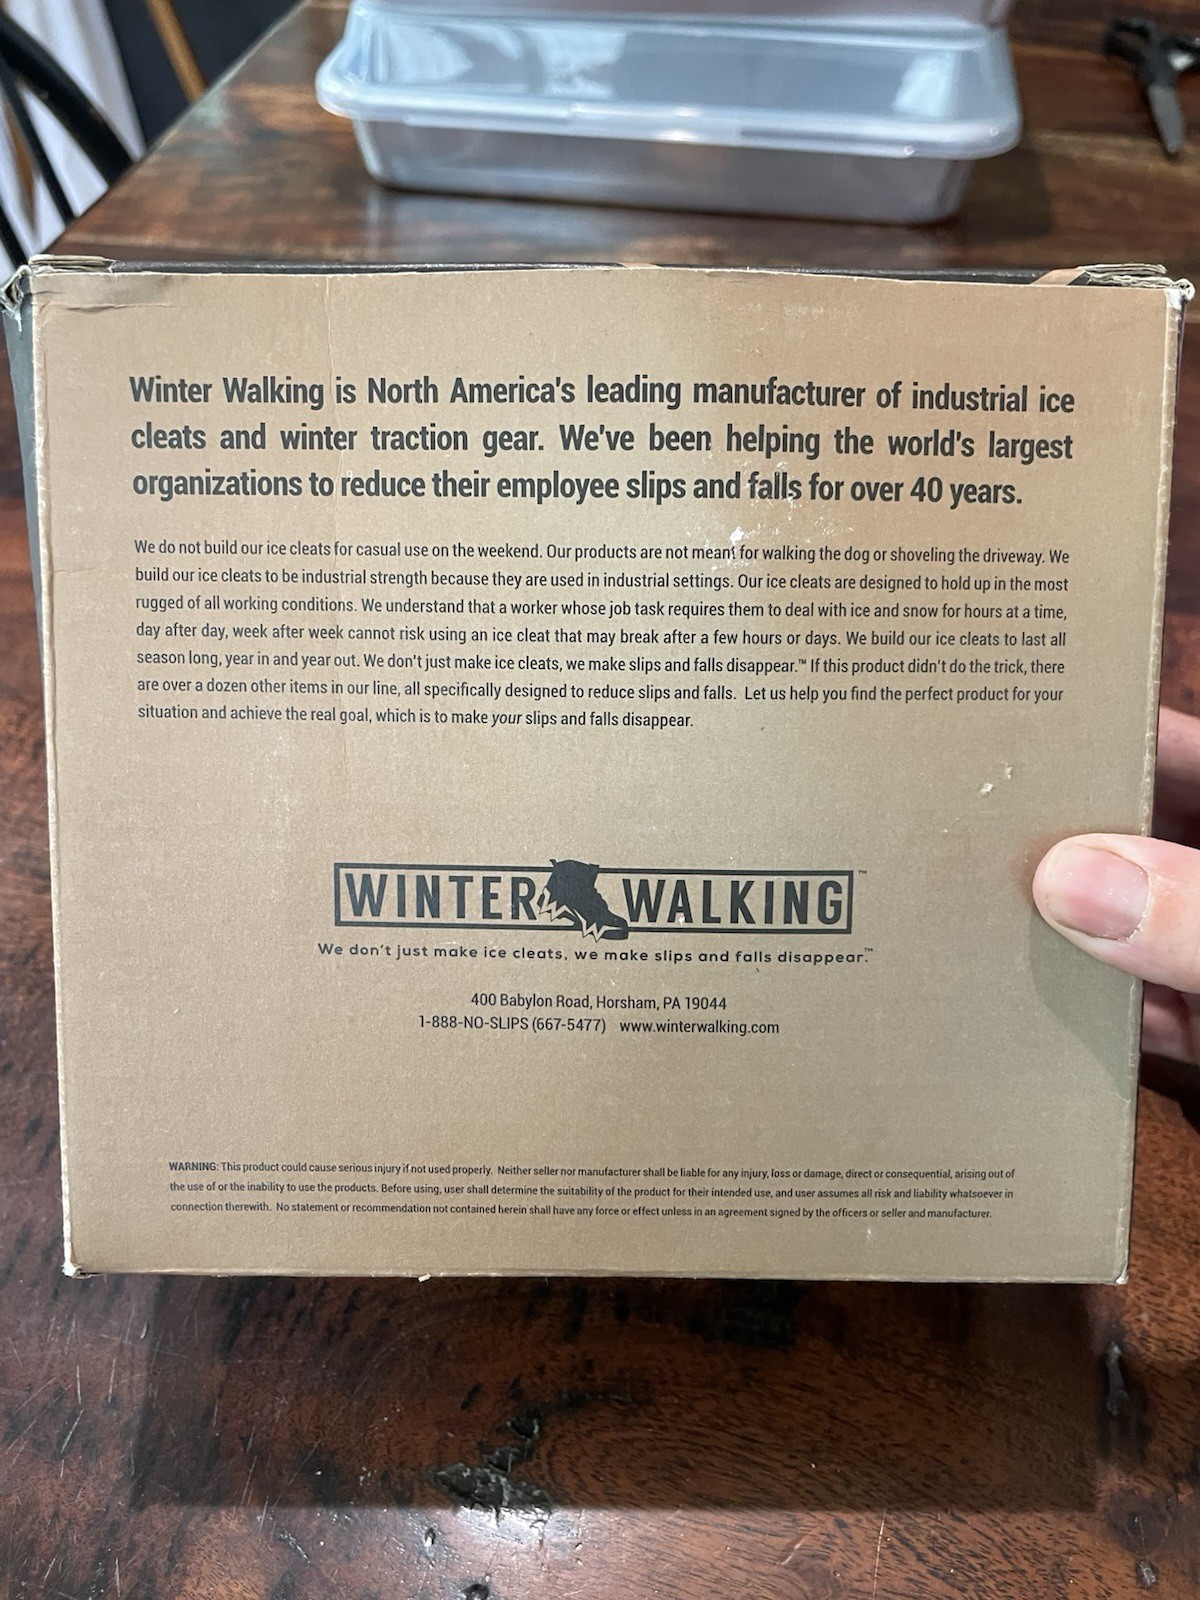 Winter Walking is North America's leading manufacturer of industrial ice
cleats and winter traction gear. We've been helping the world's largest
organizations to reduce their employee slips and falls for over 40 years.
We do not build our ice cleats for casual use on the weekend. Our products are not meant for walking the dog or shoveling the driveway. We
build our ice cleats to be industrial strength because they are used in industrial settings. Our ice cleats are designed to hold up in the most
rugged of all working conditions. We understand that a worker whose job task requires them to deal with ice and snow for hours at a time,
day after day, week after week cannot risk using an ice cleat that may break after a few hours or days. We build our ice cleats to last all
season long, year in and year out. We don't just make ice cleats, we make slips and falls disappear.™ If this product didn't do the trick, there
are over a dozen other items in our line, all specifically designed to reduce slips and falls. Let us help you find the perfect product for your
situation and achieve the real goal, which is to make your slips and falls disappear.
WINTER WALKING™
We don't just make ice cleats, we make slips and falls disappear.™
400 Babylon Road, Horsham, PA 19044
1-888-NO-SLIPS (667-5477) www.winterwalking.com
WARNING: This product could cause serious injury if not used properly. Neither seller nor manufacturer shall be liable for any injury, loss or damage, direct or consequential, arising out of
the use of or the inability to use the products. Before using, user shall determine the suitability of the product for their intended use, and user assumes all risk and liability whatsoever in
connection therewith. No statement or recommendation not contained herein shall have any force or effect unless in an agreement signed by the officers or seller and manufacturer.